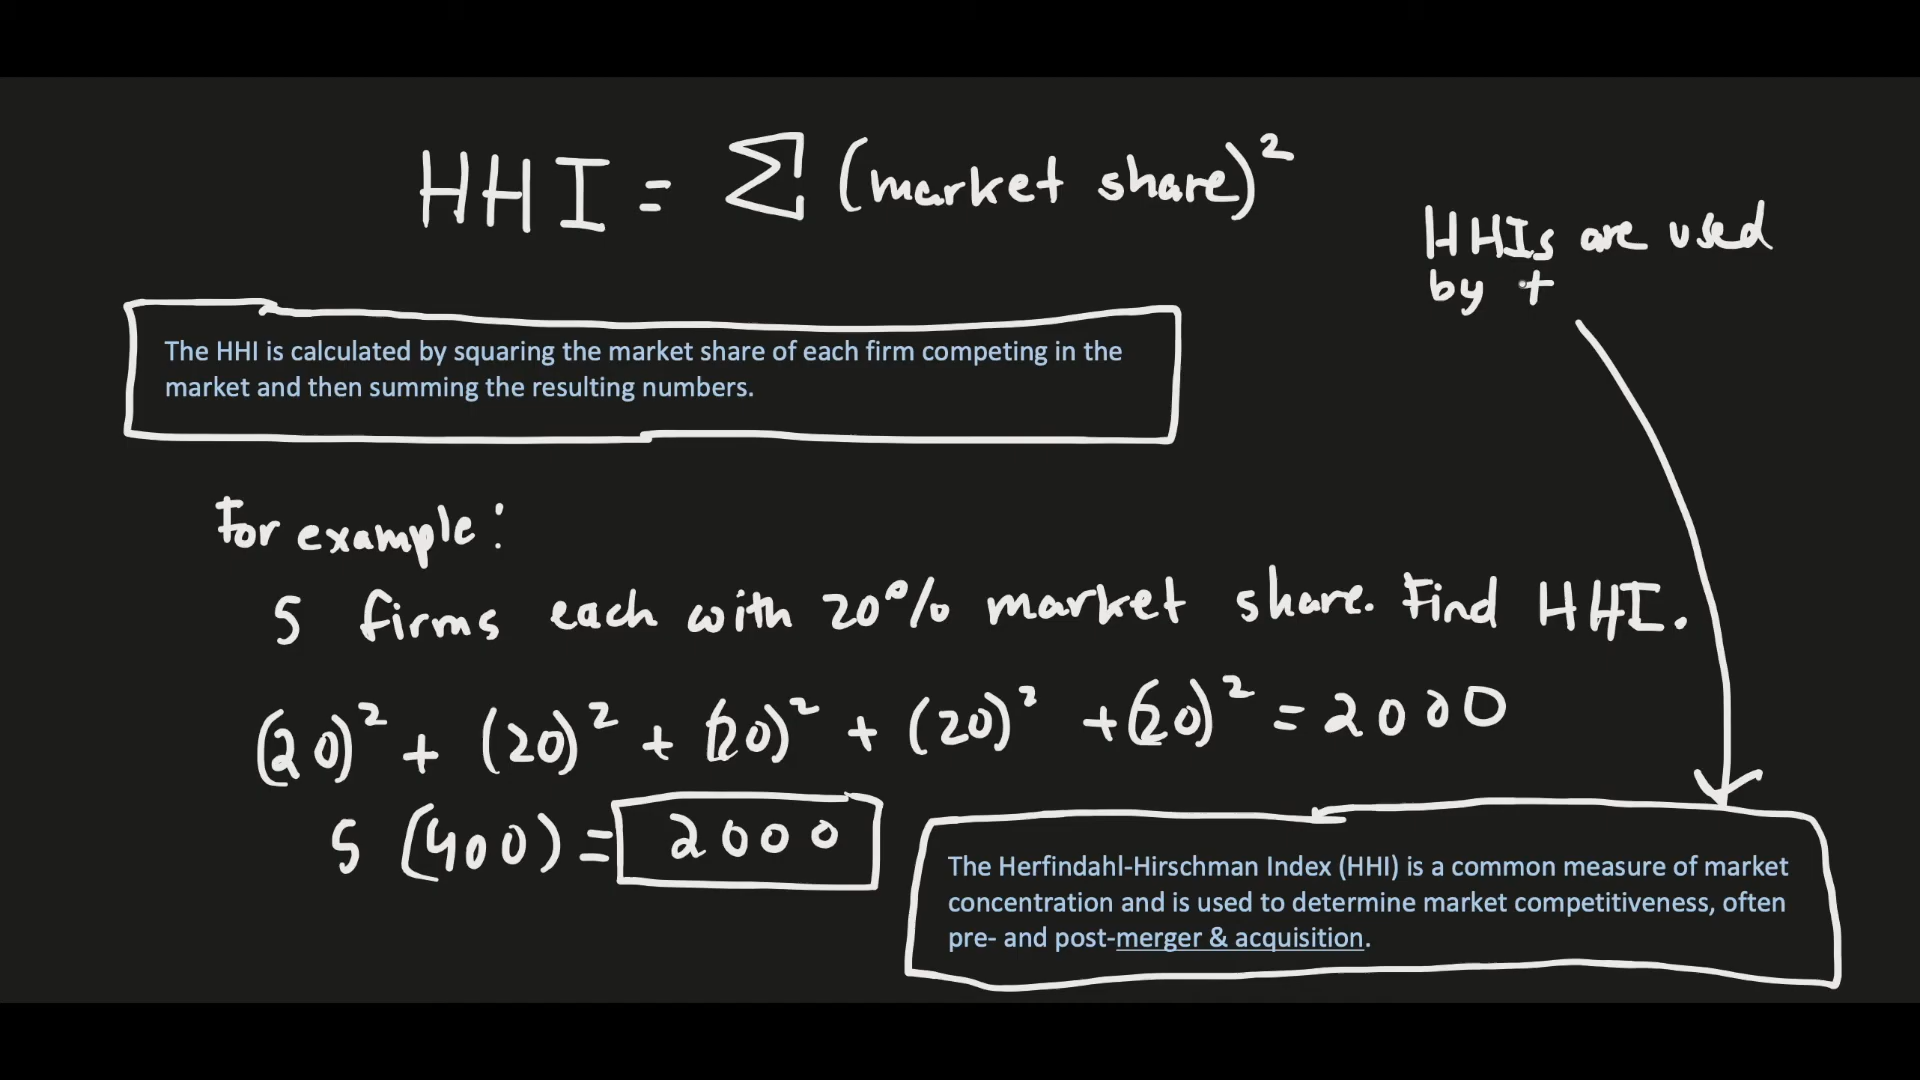 HHI = Σ (market share)²
HHIs are used
by t
The HHI is calculated by squaring the market share of each firm competing in the
market and then summing the resulting numbers.
For example:
5 firms each with 20% market share. Find HHI.
(20)² + (20)² + (20)² + (20)² + (20)² = 2000
5 (400) = 2000
The Herfindahl-Hirschman Index (HHI) is a common measure of market
concentration and is used to determine market competitiveness, often
pre- and post-merger & acquisition.